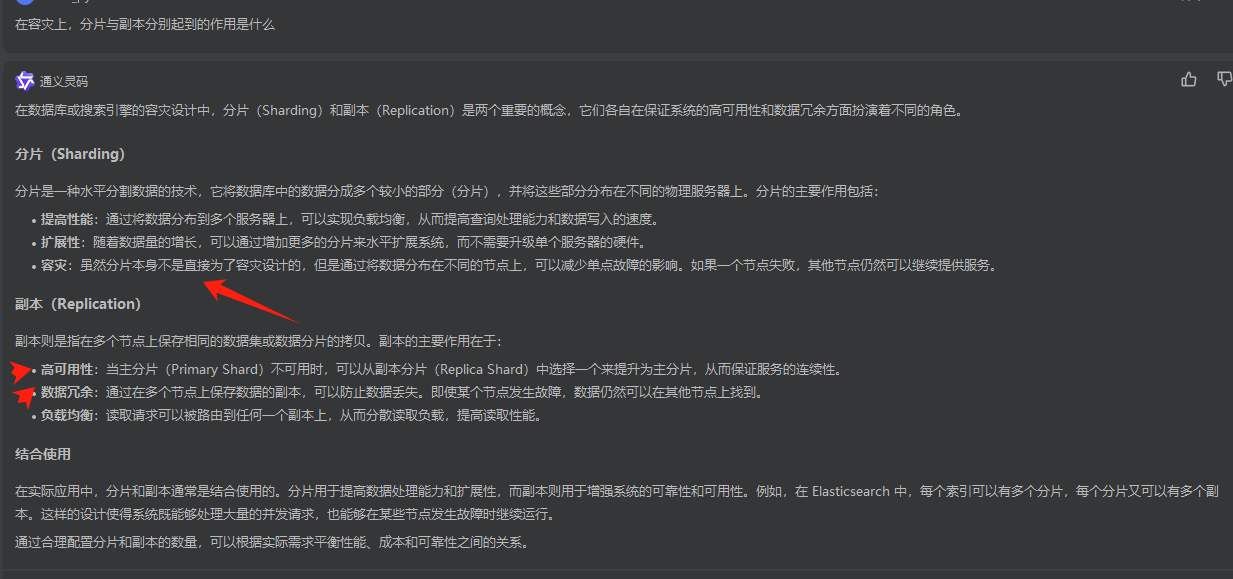 在容灾上，分片与副本分别起到的作用是什么
通义灵码
在数据库或搜索引擎的容灾设计中，分片（Sharding）和副本（Replication）是两个重要的概念，它们各自在保证系统的高可用性和数据冗余方面扮演着不同的角色。
分片（Sharding）
分片是一种水平分割数据的技术，它将数据库中的数据分成多个较小的部分（分片），并将这些部分分布在不同的物理服务器上。分片的主要作用包括：
• 提高性能：通过将数据分布到多个服务器上，可以实现负载均衡，从而提高查询处理能力和数据写入的速度。
• 扩展性：随着数据量的增长，可以通过增加更多的分片来水平扩展系统，而不需要升级单个服务器的硬件。
• 容灾：虽然分片本身不是直接为了容灾设计的，但是通过将数据分布在不同的节点上，可以减少单点故障的影响。如果一个节点失败，其他节点仍然可以继续提供服务。
副本（Replication）
副本则是指在多个节点上保存相同的数据集或数据分片的拷贝。副本的主要作用在于：
• 高可用性：当主分片（Primary Shard）不可用时，可以从副本分片（Replica Shard）中选择一个来提升为主分片，从而保证服务的连续性。
• 数据冗余：通过在多个节点上保存数据的副本，可以防止数据丢失。即使某个节点发生故障，数据仍然可以在其他节点上找到。
• 负载均衡：读取请求可以被路由到任何一个副本上，从而分散读取负载，提高读取性能。
结合使用
在实际应用中，分片和副本通常是结合使用的。分片用于提高数据处理能力和扩展性，而副本则用于增强系统的可靠性和可用性。例如，在 Elasticsearch 中，每个索引可以有多个分片，每个分片又可以有多个副
本。这样的设计使得系统既能够处理大量的并发请求，也能够在某些节点发生故障时继续运行。
通过合理配置分片和副本的数量，可以根据实际需求平衡性能、成本和可靠性之间的关系。